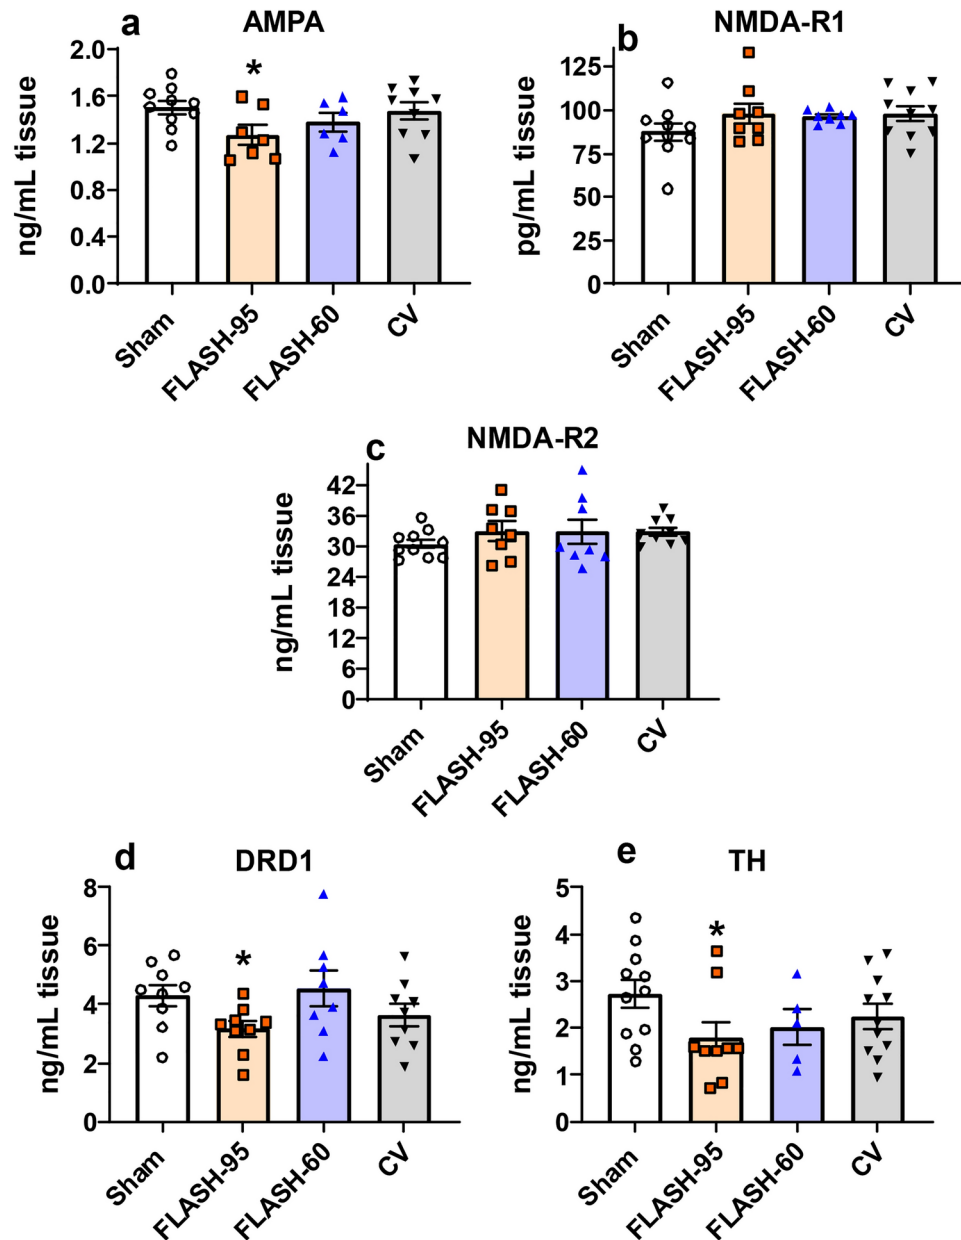 a
AMPA
ng/mL tissue
2.0
1.6
1.2
0.8
0.4
0.0
*
Sham
FLASH-95
FLASH-60
CV
b
NMDA-R1
pg/mL tissue
125
100
75
50
25
0
Sham
FLASH-95
FLASH-60
CV
c
NMDA-R2
ng/mL tissue
42
36
30
24
18
12
6
0
Sham
FLASH-95
FLASH-60
CV
d
DRD1
ng/mL tissue
8
6
4
2
0
*
Sham
FLASH-95
FLASH-60
CV
e
TH
ng/mL tissue
5
4
3
2
1
0
*
Sham
FLASH-95
FLASH-60
CV